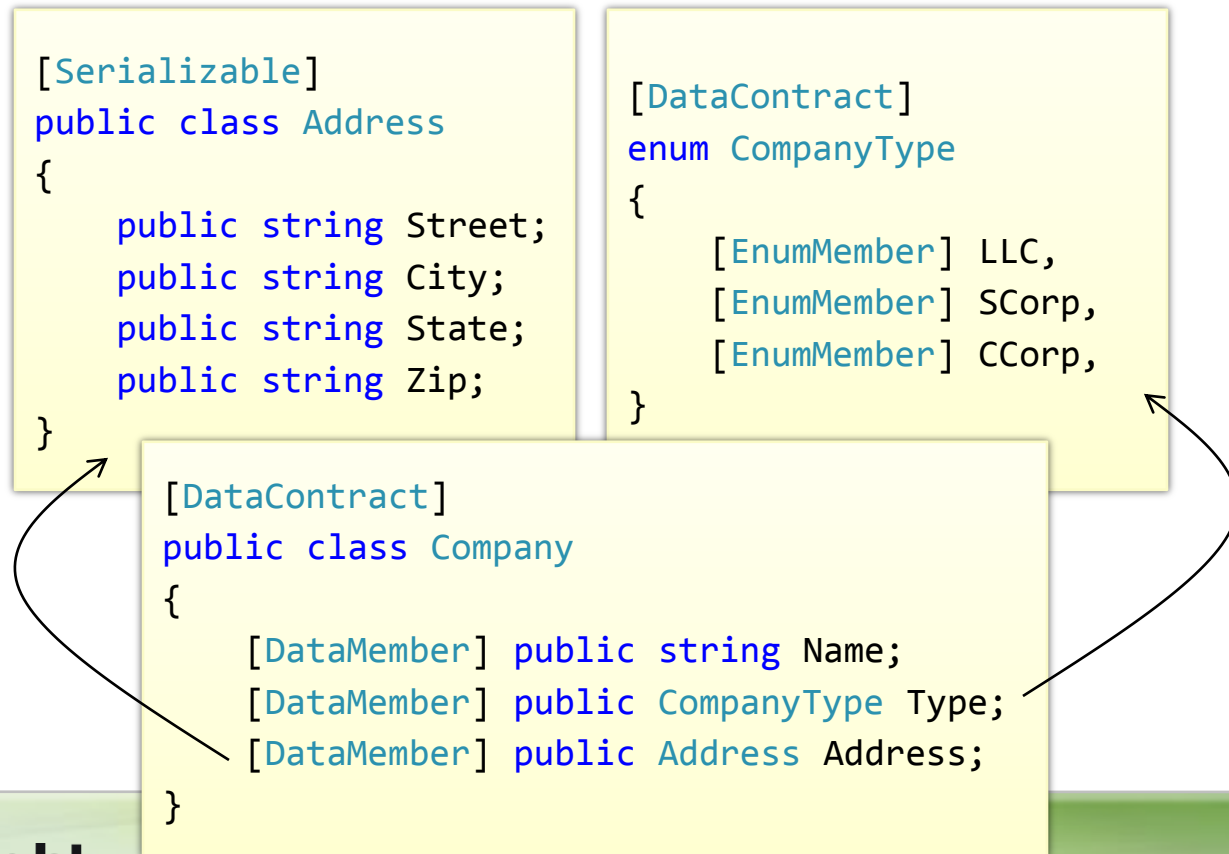 [Serializable]
public class Address
{
    public string Street;
    public string City;
    public string State;
    public string Zip;
}
[DataContract]
enum CompanyType
{
    [EnumMember] LLC,
    [EnumMember] SCorp,
    [EnumMember] CCorp,
}
[DataContract]
public class Company
{
    [DataMember] public string Name;
    [DataMember] public CompanyType Type;
    [DataMember] public Address Address;
}